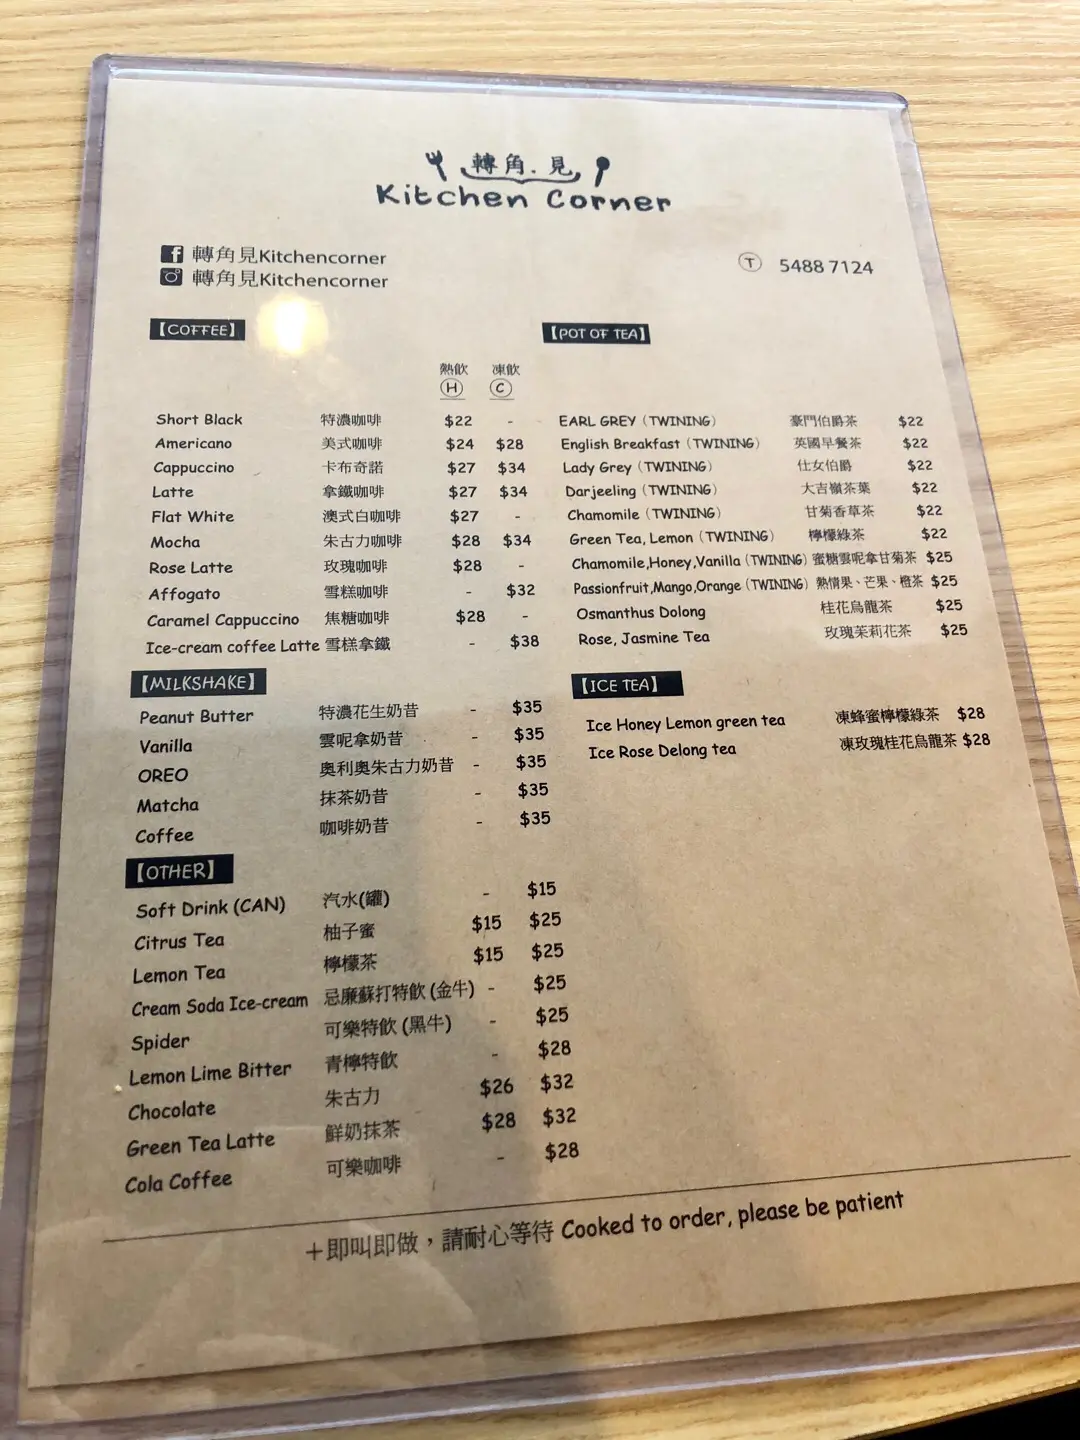 轉角.見
Kitchen Corner
轉角見Kitchencorner
轉角見Kitchencorner
T 5488 7124
【COFFEE】
熱飲 凍飲
H C
Short Black 特濃咖啡 $22 -
Americano 美式咖啡 $24 $28
Cappuccino 卡布奇諾 $27 $34
Latte 拿鐵咖啡 $27 $34
Flat White 澳式白咖啡 $27 -
Mocha 朱古力咖啡 $28 $34
Rose Latte 玫瑰咖啡 $28 -
Affogato 雪糕咖啡 - $32
Caramel Cappuccino 焦糖咖啡 $28 -
Ice-cream coffee Latte 雪糕拿鐵 - $38
【MILKSHAKE】
Peanut Butter 特濃花生奶昔 - $35
Vanilla 雲呢拿奶昔 - $35
OREO 奧利奧朱古力奶昔 - $35
Matcha 抹茶奶昔 - $35
Coffee 咖啡奶昔 - $35
【OTHER】
Soft Drink (CAN) 汽水(罐) - $15
Citrus Tea 柚子蜜 $15 $25
Lemon Tea 檸檬茶 $15 $25
Cream Soda Ice-cream 忌廉蘇打特飲 (金牛) - $25
Spider 可樂特飲 (黑牛) - $25
Lemon Lime Bitter 青檸特飲 - $28
Chocolate 朱古力 $26 $32
Green Tea Latte 鮮奶抹茶 $28 $32
Cola Coffee 可樂咖啡 - $28
【POT OF TEA】
EARL GREY (TWINING) 豪門伯爵茶 $22
English Breakfast (TWINING) 英國早餐茶 $22
Lady Grey (TWINING) 仕女伯爵 $22
Darjeeling (TWINING) 大吉嶺茶葉 $22
Chamomile (TWINING) 甘菊香草茶 $22
Green Tea, Lemon (TWINING) 檸檬綠茶 $22
Chamomile,Honey,Vanilla (TWINING) 蜜糖雲呢拿甘菊茶 $25
Passionfruit,Mango,Orange (TWINING) 熱情果、芒果、橙茶 $25
Osmanthus Dolong 桂花烏龍茶 $25
Rose, Jasmine Tea 玫瑰茉莉花茶 $25
【ICE TEA】
Ice Honey Lemon green tea 凍蜂蜜檸檬綠茶 $28
Ice Rose Delong tea 凍玫瑰桂花烏龍茶 $28
+即叫即做，請耐心等待 Cooked to order, please be patient